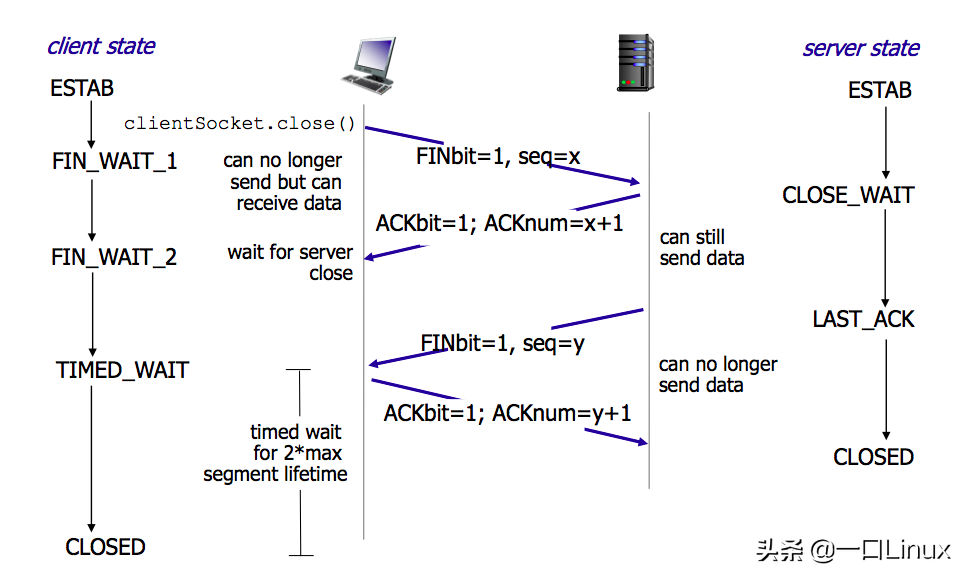 client state
server state
ESTAB
ESTAB
clientSocket.close()
FINbit=1, seq=x
FIN_WAIT_1
can no longer
send but can
receive data
CLOSE_WAIT
ACKbit=1; ACKnum=x+1
can still
send data
FIN_WAIT_2
wait for server
close
LAST_ACK
FINbit=1, seq=y
TIMED_WAIT
can no longer
send data
ACKbit=1; ACKnum=y+1
timed wait
for 2*max
segment lifetime
CLOSED
CLOSED
头条 @一口Linux